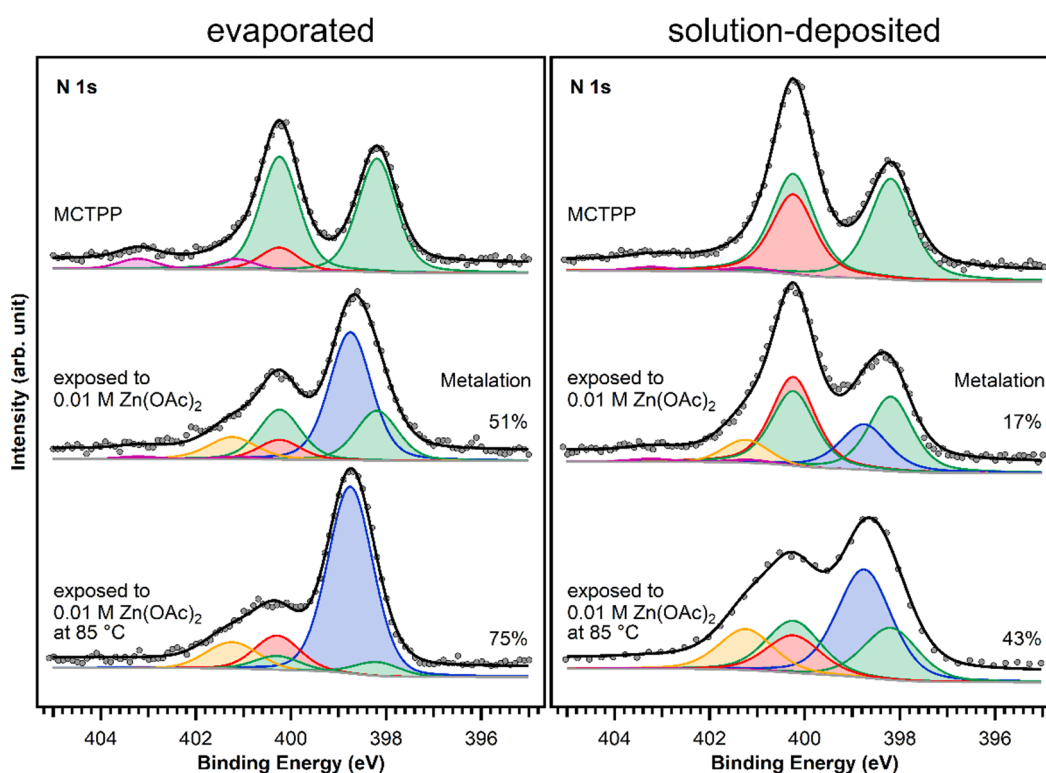 evaporated
solution-deposited
N 1s
MCTPP
exposed to
0.01 M Zn(OAc)2
Metalation
51%
exposed to
0.01 M Zn(OAc)2
at 85 °C
75%
Intensity (arb. unit)
404 402 400 398 396
Binding Energy (eV)
N 1s
MCTPP
exposed to
0.01 M Zn(OAc)2
Metalation
17%
exposed to
0.01 M Zn(OAc)2
at 85 °C
43%
404 402 400 398 396
Binding Energy (eV)